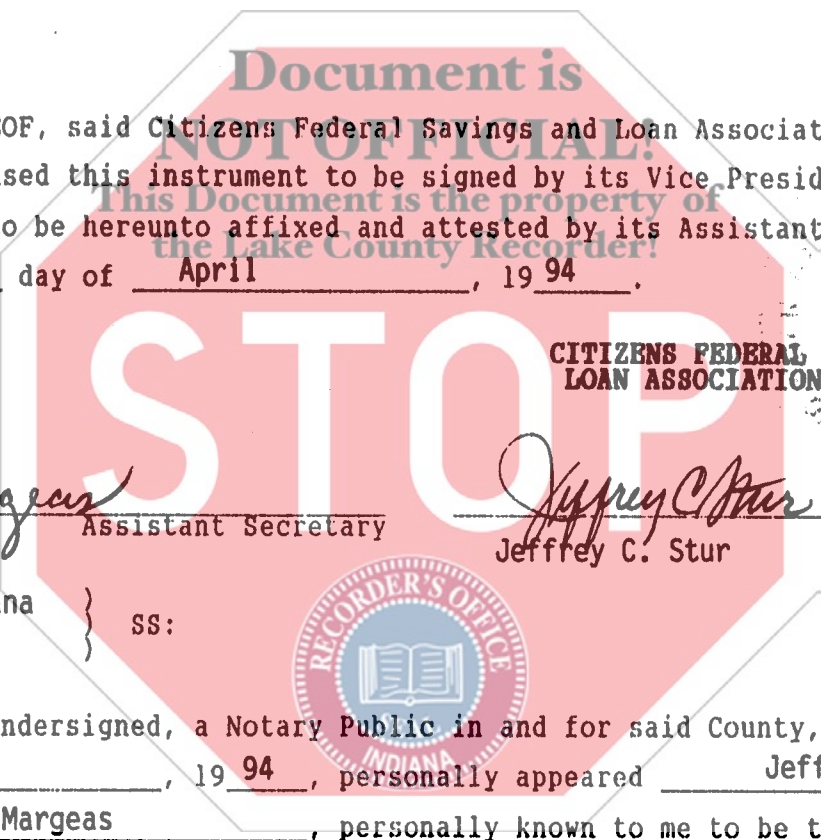 Document is
NOT OFFICIAL!
This Document is the property of
the Lake County Recorder!
STOP
OF, said Citizens Federal Savings and Loan Associat
sed this instrument to be signed by its Vice Presid
o be hereunto affixed and attested by its Assistant
day of April, 19 94.
CITIZENS FEDERAL
LOAN ASSOCIATION
geas
Jeffrey C. Stur
Assistant Secretary
Jeffrey C. Stur
na
SS:
RECORDER'S OFFICE
INDIANA
ndersigned, a Notary Public in and for said County,
, 19 94, personally appeared Jeff
Margeas, personally known to me to be t